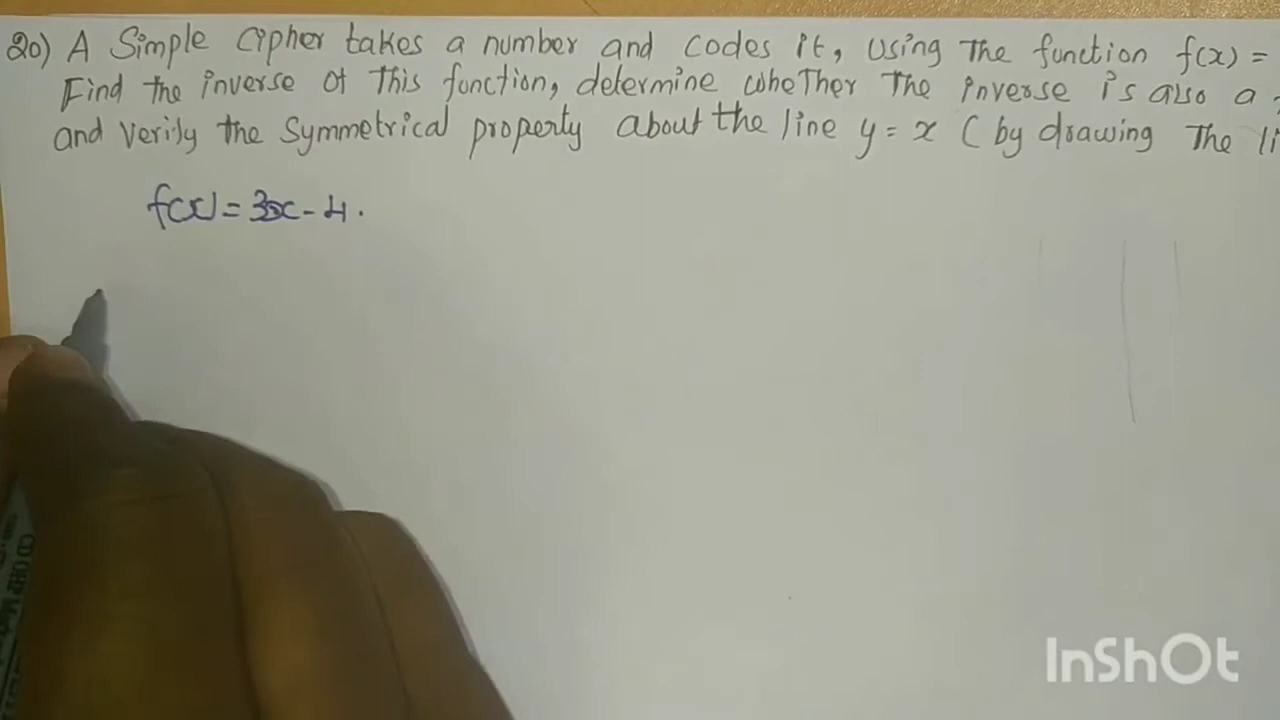 20) A Simple Cipher takes a number and codes it, Using The function f(x) =
Find the inverse of This function, determine whether The inverse is also a
and verify the Symmetrical property about the line y = x ( by drawing The li
f(x) = 3x - 4.
InShOt